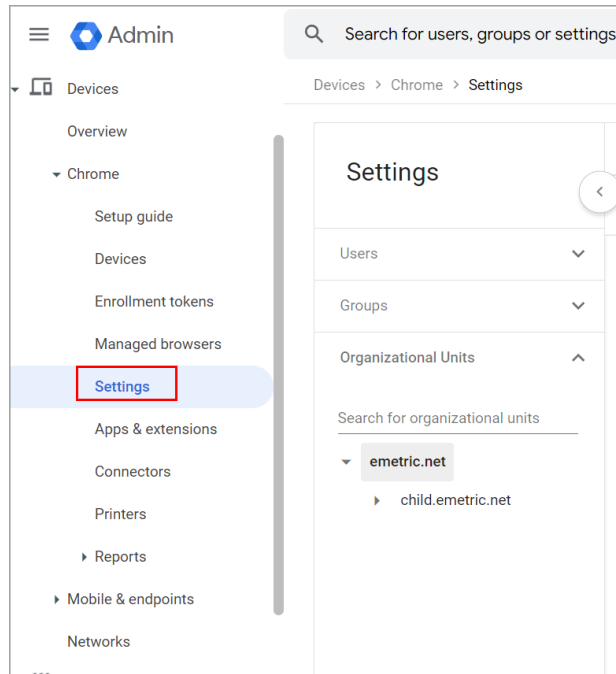 Admin
Search for users, groups or settings
Devices
Devices > Chrome > Settings
Overview
Chrome
Setup guide
Devices
Enrollment tokens
Managed browsers
Settings
Apps & extensions
Connectors
Printers
Reports
Mobile & endpoints
Networks
Settings
Users
Groups
Organizational Units
Search for organizational units
emetric.net
child.emetric.net